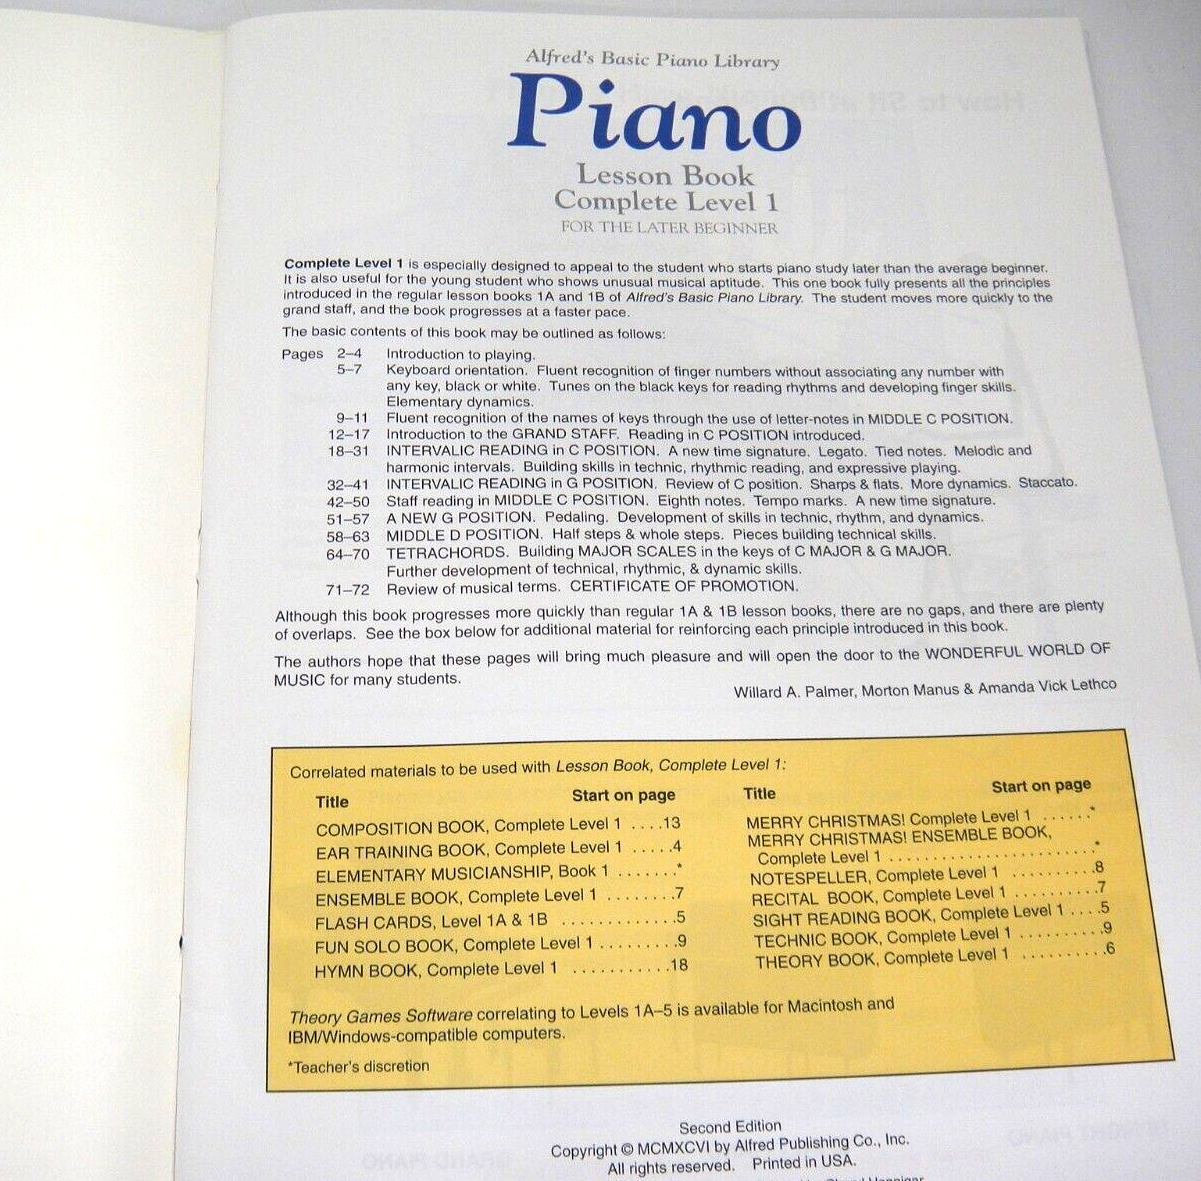 Alfred's Basic Piano Library
Piano
Lesson Book
Complete Level 1
FOR THE LATER BEGINNER
Complete Level 1 is especially designed to appeal to the student who starts piano study later than the average beginner.
It is also useful for the young student who shows unusual musical aptitude. This one book fully presents all the principles
introduced in the regular lesson books 1A and 1B of Alfred's Basic Piano Library. The student moves more quickly to the
grand staff, and the book progresses at a faster pace.
The basic contents of this book may be outlined as follows:
Pages 2–4 Introduction to playing.
5–7 Keyboard orientation. Fluent recognition of finger numbers without associating any number with
any key, black or white. Tunes on the black keys for reading rhythms and developing finger skills.
Elementary dynamics.
9–11 Fluent recognition of the names of keys through the use of letter-notes in MIDDLE C POSITION.
12–17 Introduction to the GRAND STAFF. Reading in C POSITION introduced.
18–31 INTERVALIC READING in C POSITION. A new time signature. Legato. Tied notes. Melodic and
harmonic intervals. Building skills in technic, rhythmic reading, and expressive playing.
32–41 INTERVALIC READING in G POSITION. Review of C position. Sharps & flats. More dynamics. Staccato.
42–50 Staff reading in MIDDLE C POSITION. Eighth notes. Tempo marks. A new time signature.
51–57 A NEW G POSITION. Pedaling. Development of skills in technic, rhythm, and dynamics.
58–63 MIDDLE D POSITION. Half steps & whole steps. Pieces building technical skills.
64–70 TETRACHORDS. Building MAJOR SCALES in the keys of C MAJOR & G MAJOR.
Further development of technical, rhythmic, & dynamic skills.
71–72 Review of musical terms. CERTIFICATE OF PROMOTION.
Although this book progresses more quickly than regular 1A & 1B lesson books, there are no gaps, and there are plenty
of overlaps. See the box below for additional material for reinforcing each principle introduced in this book.
The authors hope that these pages will bring much pleasure and will open the door to the WONDERFUL WORLD OF
MUSIC for many students.
Willard A. Palmer, Morton Manus & Amanda Vick Lethco
Correlated materials to be used with Lesson Book, Complete Level 1:
Title Start on page
COMPOSITION BOOK, Complete Level 1 ....13
EAR TRAINING BOOK, Complete Level 1 .....4
ELEMENTARY MUSICIANSHIP, Book 1 .......*
ENSEMBLE BOOK, Complete Level 1 ........7
FLASH CARDS, Level 1A & 1B ............5
FUN SOLO BOOK, Complete Level 1 .........9
HYMN BOOK, Complete Level 1 ...........18
Title Start on page
MERRY CHRISTMAS! Complete Level 1 ......*
MERRY CHRISTMAS! ENSEMBLE BOOK,
Complete Level 1 ........................*
NOTESPELLER, Complete Level 1 .........8
RECITAL BOOK, Complete Level 1 ..........7
SIGHT READING BOOK, Complete Level 1 ....5
TECHNIC BOOK, Complete Level 1 ..........9
THEORY BOOK, Complete Level 1 ..........6
Theory Games Software correlating to Levels 1A–5 is available for Macintosh and
IBM/Windows-compatible computers.
*Teacher's discretion
Second Edition
Copyright © MCMXCVI by Alfred Publishing Co., Inc.
All rights reserved. Printed in USA.